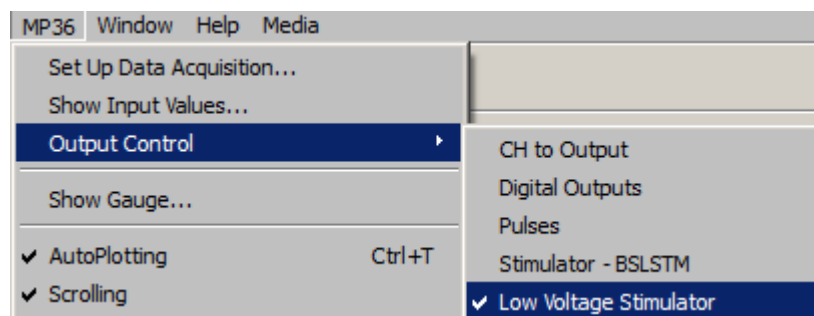 MP36 Window Help Media
Set Up Data Acquisition...
Show Input Values...
Output Control
CH to Output
Digital Outputs
Show Gauge...
Pulses
AutoPlotting Ctrl+T
Stimulator - BSLSTM
Scrolling
Low Voltage Stimulator